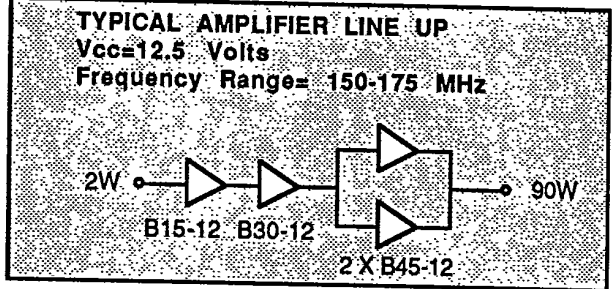 TYPICAL AMPLIFIER LINE UP
Vcc=12.5 Volts
Frequency Range= 150-175 MHz
2W
90W
B15-12 B30-12
2 X B45-12